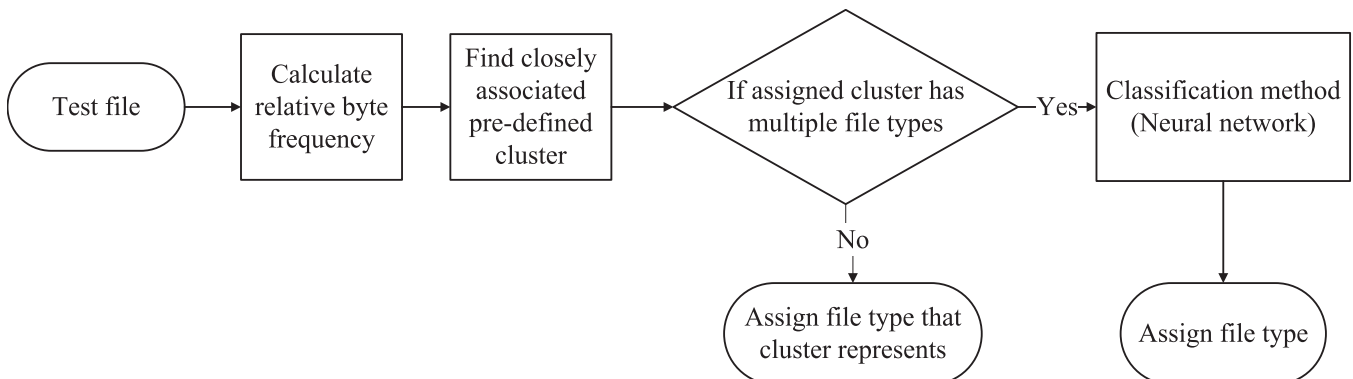 Test file
Calculate
relative byte
frequency
Find closely
associated
pre-defined
cluster
If assigned cluster has
multiple file types
Yes
Classification method
(Neural network)
No
Assign file type that
cluster represents
Assign file type